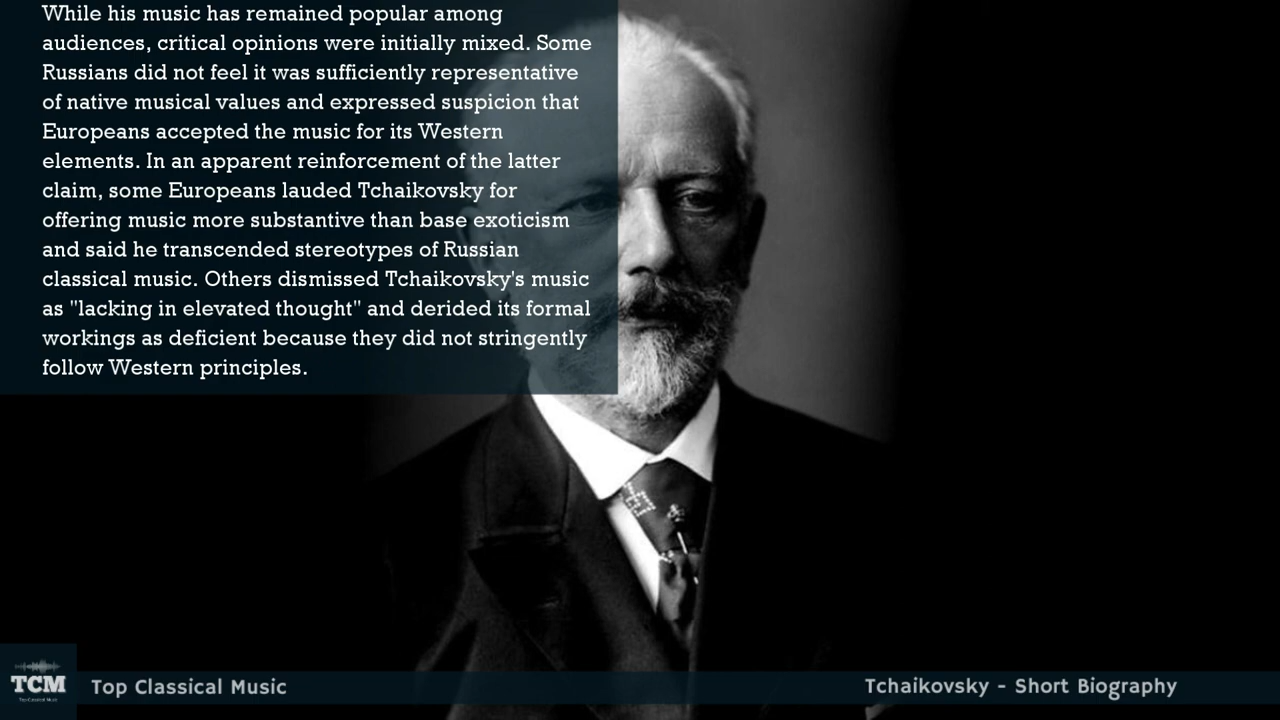 While his music has remained popular among
audiences, critical opinions were initially mixed. Some
Russians did not feel it was sufficiently representative
of native musical values and expressed suspicion that
Europeans accepted the music for its Western
elements. In an apparent reinforcement of the latter
claim, some Europeans lauded Tchaikovsky for
offering music more substantive than base exoticism
and said he transcended stereotypes of Russian
classical music. Others dismissed Tchaikovsky's music
as "lacking in elevated thought" and derided its formal
workings as deficient because they did not stringently
follow Western principles.
TCM
Top Classical Music
Top Classical Music
Tchaikovsky - Short Biography